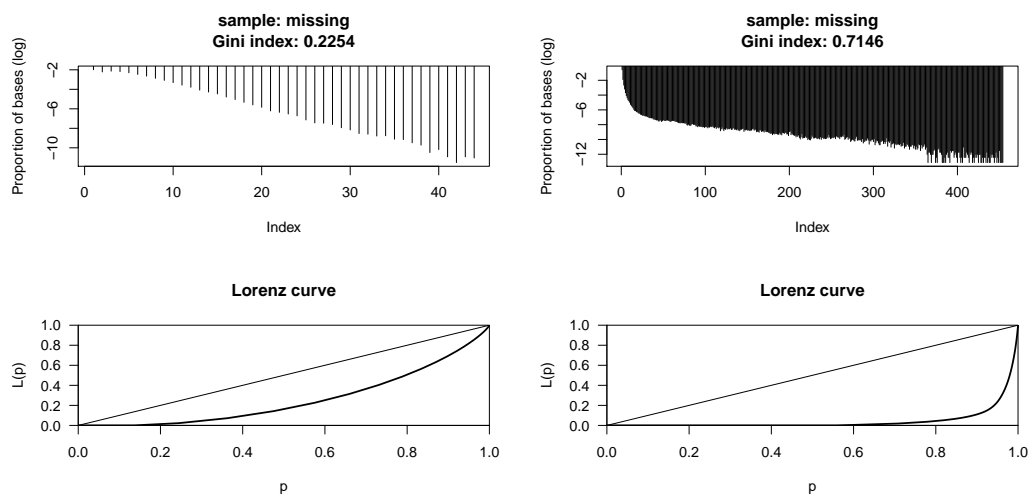 sample: missing
Gini index: 0.2254
Proportion of bases (log)
−2
−6
−10
0 10 20 30 40
Index
sample: missing
Gini index: 0.7146
Proportion of bases (log)
−2
−6
−12
0 100 200 300 400
Index
Lorenz curve
L(p)
1.0
0.8
0.6
0.4
0.2
0.0
0.0 0.2 0.4 0.6 0.8 1.0
p
Lorenz curve
L(p)
1.0
0.8
0.6
0.4
0.2
0.0
0.0 0.2 0.4 0.6 0.8 1.0
p